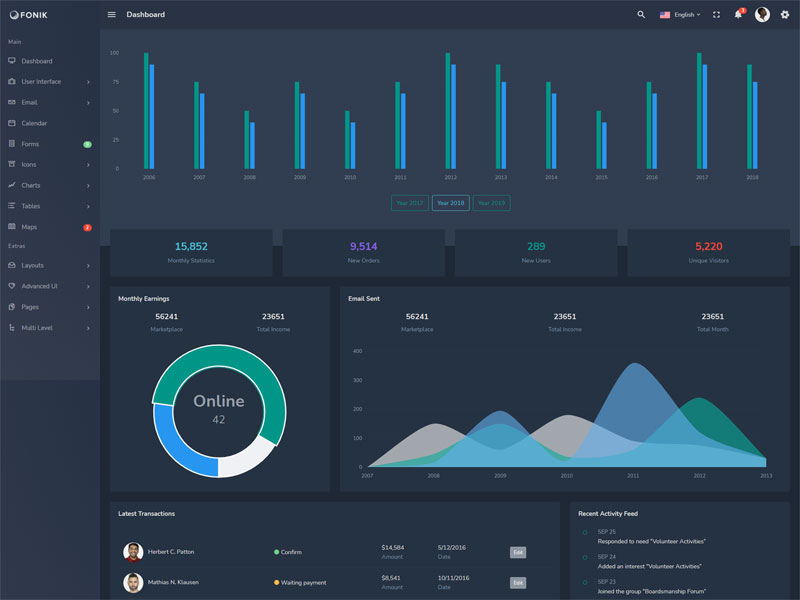 FONIK
Dashboard
English
3
Main
Dashboard
User Interface
Email
Calendar
Forms
Icons
Charts
Tables
Maps
2
Extras
Layouts
Advanced UI
Pages
Multi Level
100
75
50
25
0
2006 2007 2008 2009 2010 2011 2012 2013 2014 2015 2016 2017 2018
Year 2017 Year 2018 Year 2019
15,852 9,514 289 5,220
Monthly Statistics New Orders New Users Unique Visitors
Monthly Earnings
56241 23651
Marketplace Total Income
Online
42
Email Sent
56241 23651 23651
Marketplace Total Income Total Month
400
300
200
100
0
2007 2008 2009 2010 2011 2012 2013
Latest Transactions
Herbert C. Patton Confirm $14,584 5/12/2016 Edit
Amount Date
Mathias N. Klausen Waiting payment $8,541 10/11/2016 Edit
Amount Date
Recent Activity Feed
SEP 25
Responded to need "Volunteer Activities"
SEP 24
Added an interest "Volunteer Activities"
SEP 23
Joined the group "Boardsmanship Forum"